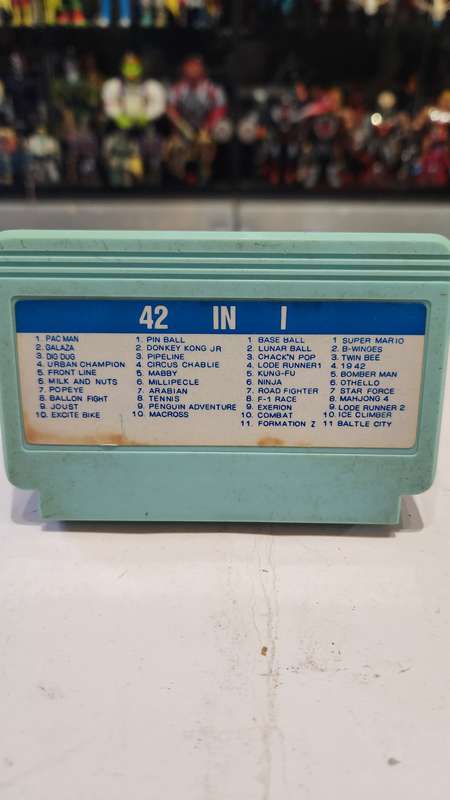 42 IN 1
1. PAC MAN
2. GALAZA
3. DIG DUG
4. URBAN CHAMPION
5. FRONT LINE
6. MILK AND NUTS
7. POPEYE
8. BALLON FIGHT
9. JOUST
10. EXCITE BIKE
1. PIN BALL
2. DONKEY KONG JR
3. PIPELINE
4. CIRCUS CHABLIE
5. MABBY
6. MILLIPECLE
7. ARABIAN
8. TENNIS
9. PENGUIN ADVENTURE
10. MACROSS
1. BASE BALL
2. LUNAR BALL
3. CHACK'N POP
4. LODE RUNNER1
5. KUNG-FU
6. NINJA
7. ROAD FIGHTER
8. F-1 RACE
9. EXERION
10. COMBAT
11. FORMATION Z
1 SUPER MARIO
2. B-WINGES
3. TWIN BEE
4. 1942
5. BOMBER MAN
6. OTHELLO
7. STAR FORCE
8. MAHJONG 4
9. LODE RUNNER 2
10. ICE CLIMBER
11 BALTLE CITY